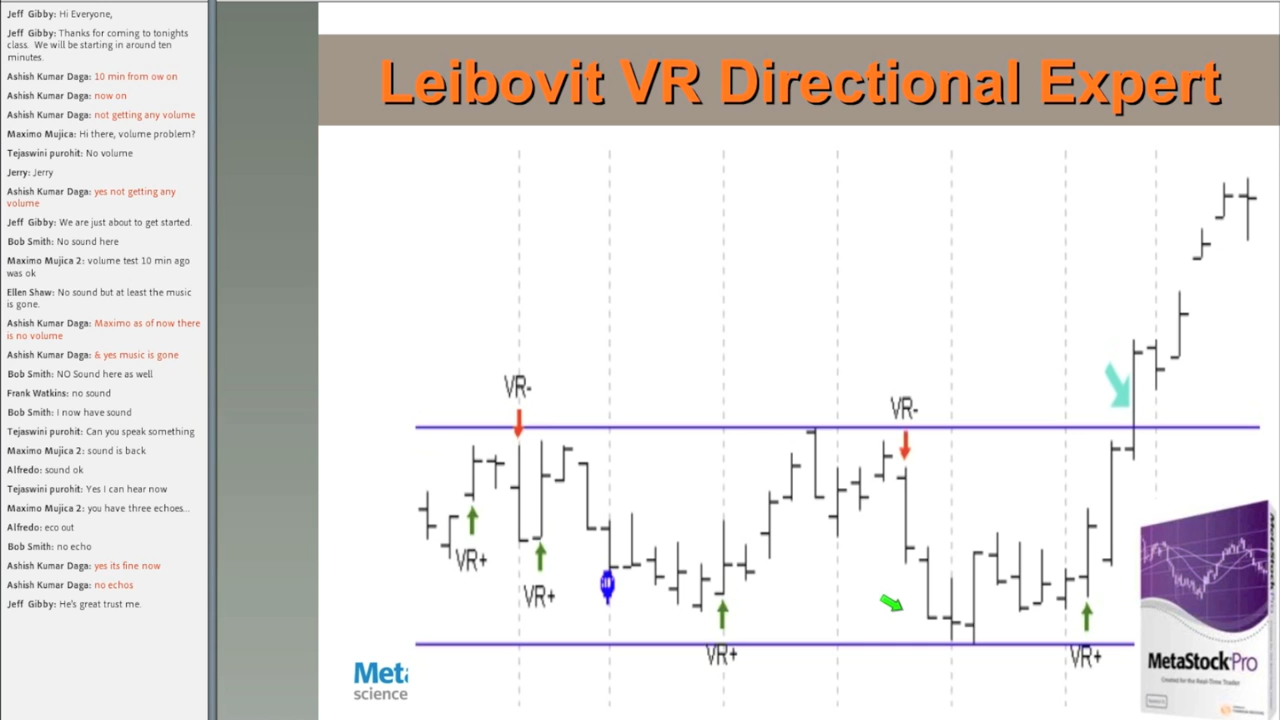 Jeff Gibby: Hi Everyone,
Jeff Gibby: Thanks for coming to tonights
class. We will be starting in around ten
minutes.
Ashish Kumar Daga: 10 min from ow on
Ashish Kumar Daga: now on
Ashish Kumar Daga: not getting any volume
Maximo Mujica: Hi there, volume problem?
Tejaswini purohit: No volume
Jerry: Jerry
Ashish Kumar Daga: yes not getting any
volume
Jeff Gibby: We are just about to get started.
Bob Smith: No sound here
Maximo Mujica 2: volume test 10 min ago
was ok
Ellen Shaw: No sound but at least the music
is gone.
Ashish Kumar Daga: Maximo as of now there
is no volume
Ashish Kumar Daga: & yes music is gone
Bob Smith: NO Sound here as well
Frank Watkins: no sound
Bob Smith: I now have sound
Tejaswini purohit: Can you speak something
Maximo Mujica 2: sound is back
Alfredo: sound ok
Tejaswini purohit: Yes I can hear now
Maximo Mujica 2: you have three echoes...
Alfredo: eco out
Bob Smith: no echo
Ashish Kumar Daga: yes its fine now
Ashish Kumar Daga: no echos
Jeff Gibby: He's great trust me.
Leibovit VR Directional Expert
VR-
VR-
VR+
VR+
VR+
VR+
Meta
science
MetaStock Pro
Created for the Real-Time Trader